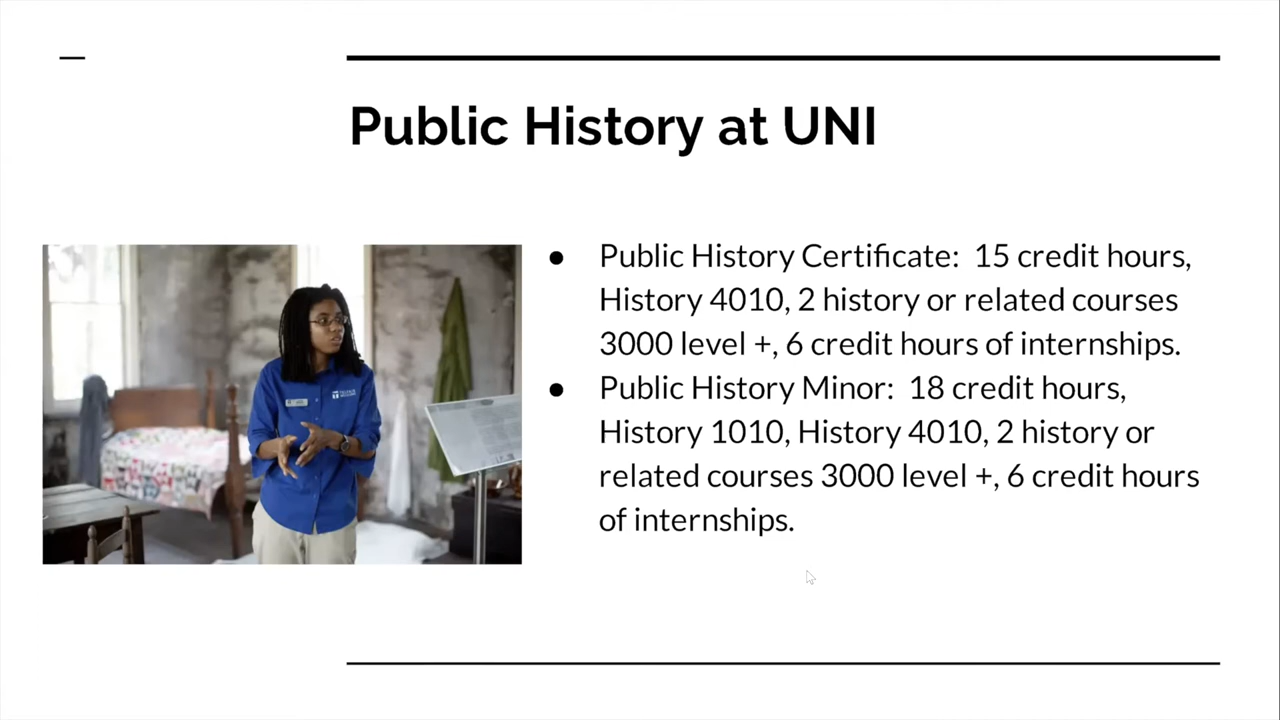 Public History at UNI
● Public History Certificate:  15 credit hours,
History 4010, 2 history or related courses
3000 level +, 6 credit hours of internships.
● Public History Minor:  18 credit hours,
History 1010, History 4010, 2 history or
related courses 3000 level +, 6 credit hours
of internships.